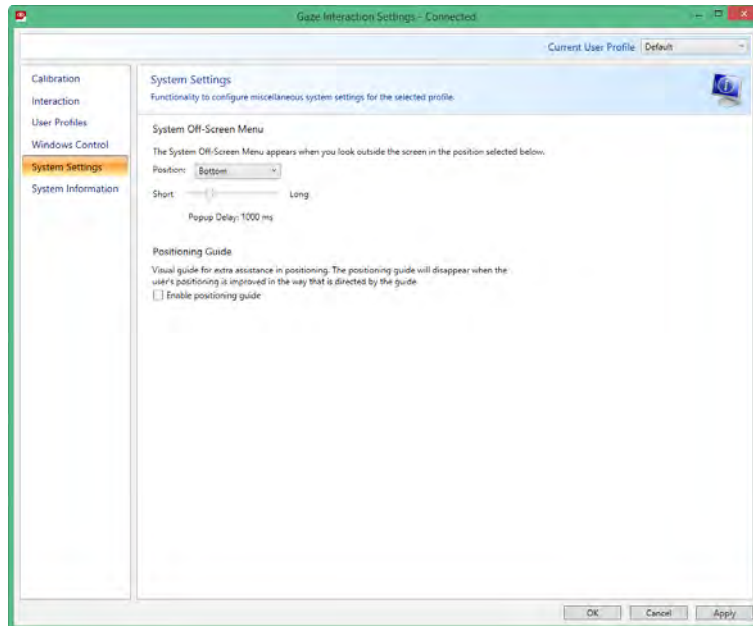 Gaze Interaction Settings - Connected
Current User Profile Default
Calibration
Interaction
User Profiles
Windows Control
System Settings
System Information
System Settings
Functionality to configure miscellaneous system settings for the selected profile.
System Off-Screen Menu
The System Off-Screen Menu appears when you look outside the screen in the position selected below.
Position: Bottom
Short Long
Popup Delay: 1000 ms
Positioning Guide
Visual guide for extra assistance in positioning. The positioning guide will disappear when the
user's positioning is improved in the way that is directed by the guide
Enable positioning guide
OK Cancel Apply